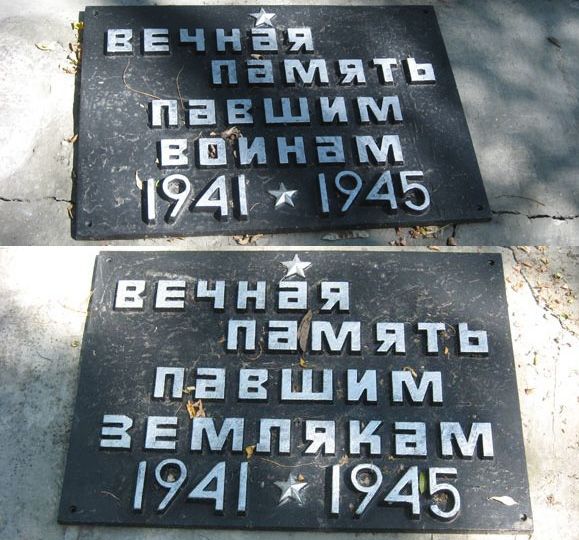 вечная
память
павшим
воинам
1941 1945
вечная
память
павшим
землякам
1941 1945